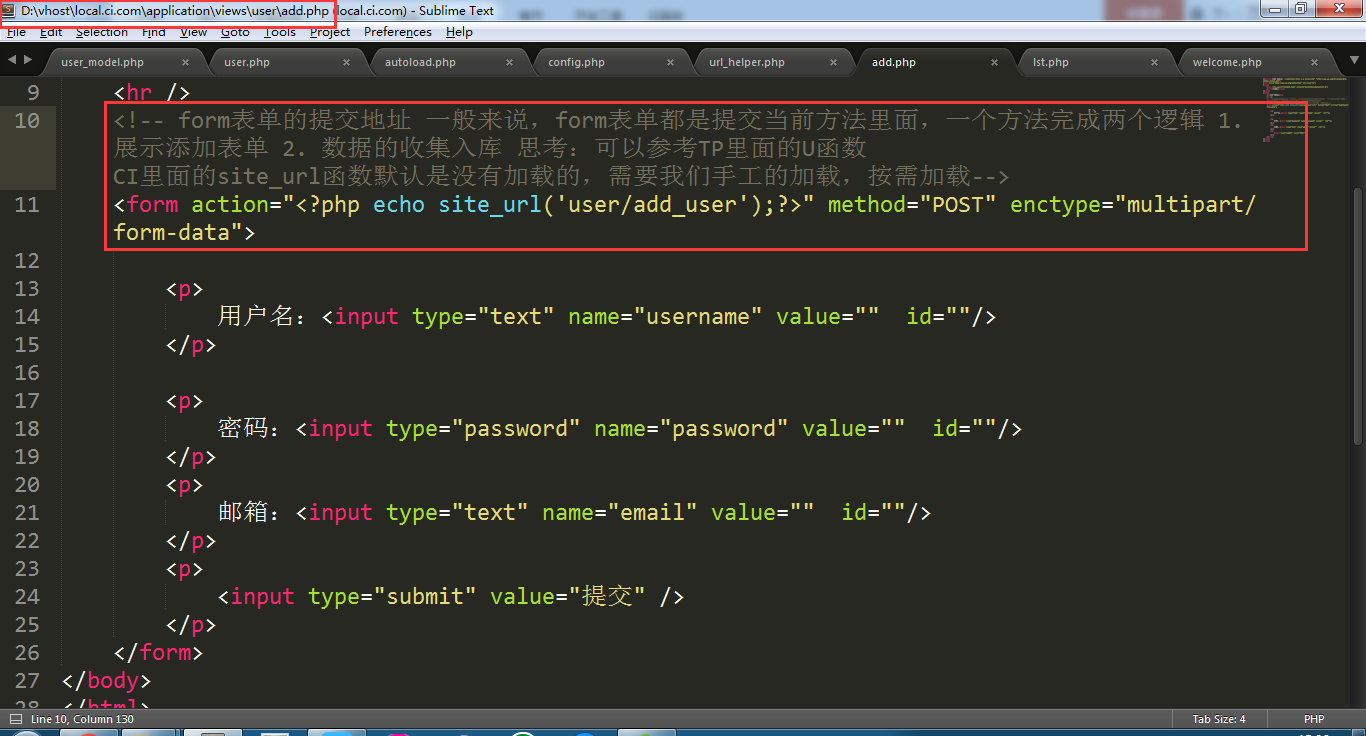 D:\vhost\local.ci.com\application\views\user\add.php (local.ci.com) - Sublime Text
File Edit Selection Find View Goto Tools Project Preferences Help
user_model.php × user.php × autoload.php × config.php × url_helper.php × add.php × lst.php × welcome.php ×
9 <hr />
10 <!-- form表单的提交地址 一般来说，form表单都是提交当前方法里面，一个方法完成两个逻辑 1.
展示添加表单 2. 数据的收集入库 思考：可以参考TP里面的U函数
CI里面的site_url函数默认是没有加载的，需要我们手工的加载，按需加载-->
11 <form action="<?php echo site_url('user/add_user');?>" method="POST" enctype="multipart/
form-data">
12
13 <p>
14 用户名：<input type="text" name="username" value=""  id=""/>
15 </p>
16
17 <p>
18 密码：<input type="password" name="password" value=""  id=""/>
19 </p>
20 <p>
21 邮箱：<input type="text" name="email" value=""  id=""/>
22 </p>
23 <p>
24 <input type="submit" value="提交" />
25 </p>
26 </form>
27 </body>
28 </html>
Line 10, Column 130 Tab Size: 4 PHP